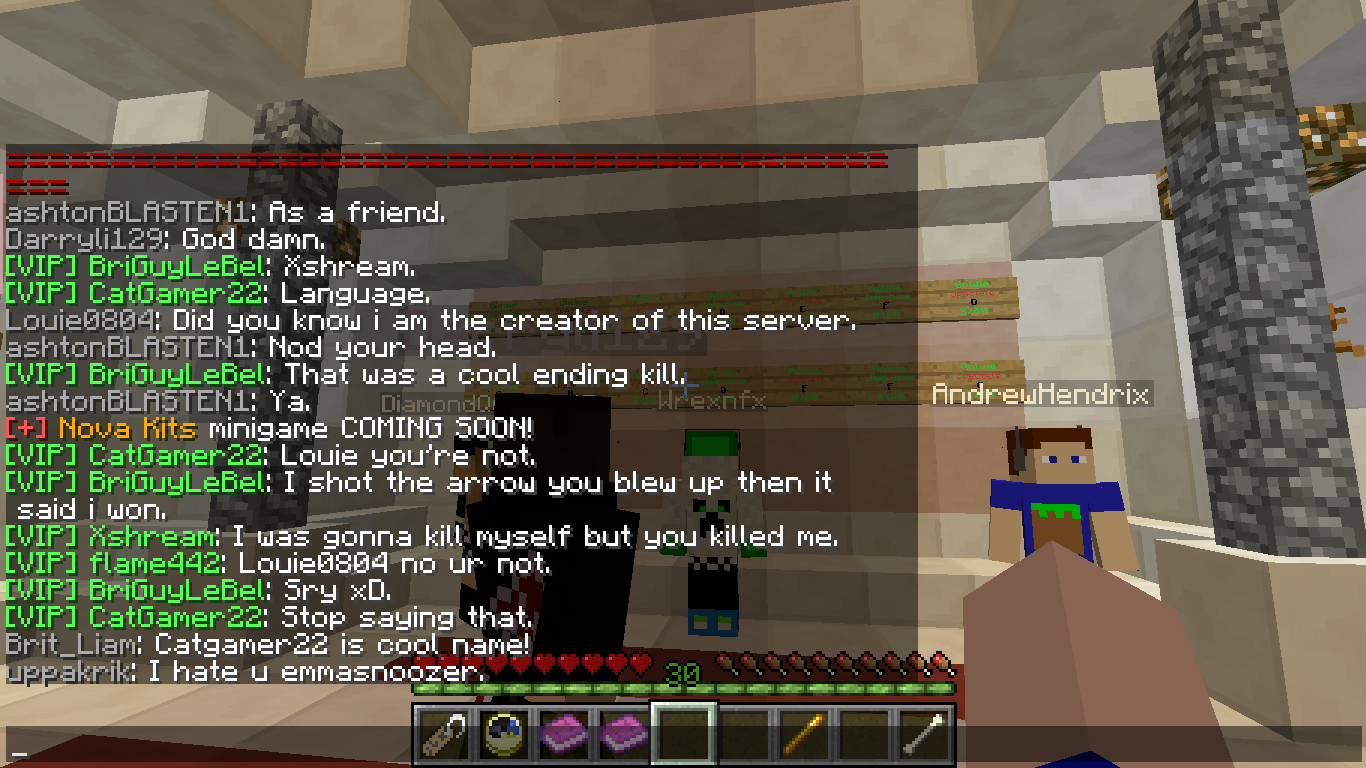 ==========================================
===
ashtonBLASTEN1: As a friend.
Darryli129: God damn.
[VIP] BriGuyLeBel: Xshream.
[VIP] CatGamer22: Language.
Louie0804: Did you know i am the creator of this server.
ashtonBLASTEN1: Nod your head.
[VIP] BriGuyLeBel: That was a cool ending kill.
ashtonBLASTEN1: Ya.
DiamondO
Wrexnfx
AndrewHendrix
[+] Nova Kits minigame COMING SOON!
[VIP] CatGamer22: Louie you're not.
[VIP] BriGuyLeBel: I shot the arrow you blew up then it
said i won.
[VIP] Xshream: I was gonna kill myself but you killed me.
[VIP] flame442: Louie0804 no ur not.
[VIP] BriGuyLeBel: Sry xD.
[VIP] CatGamer22: Stop saying that.
Brit_Liam: Catgamer22 is cool name!
uppakrik: I hate u emmasnoozer.
30
_